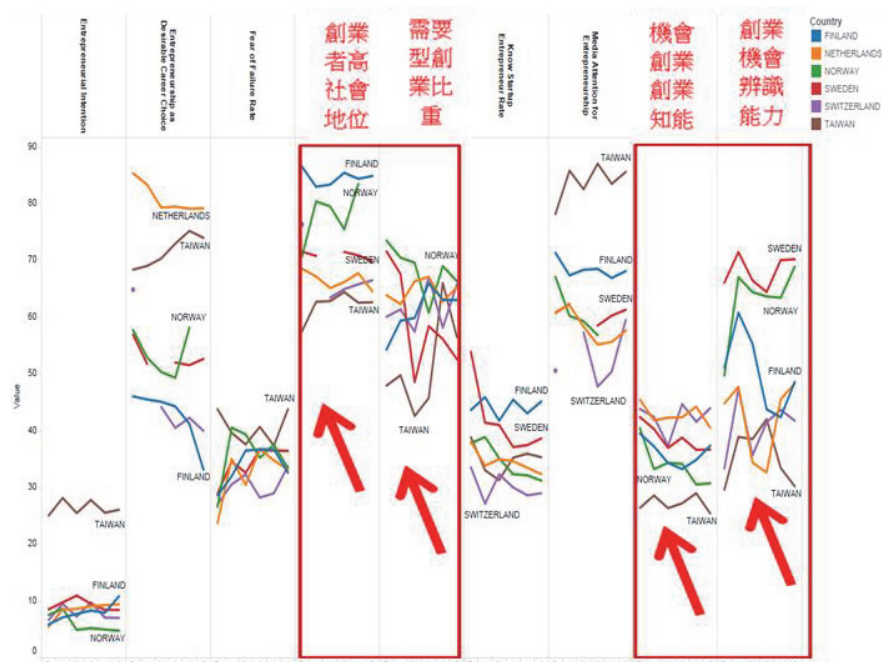 Entrepreneurial Intention
Entrepreneurship as
Desirable Career Choice
Fear of Failure Rate
創業
者高
社會
地位
需要
型創
業比
重
Know Startup
Entrepreneur Rate
Media Attention for
Entrepreneurship
機會
創業
創業
知能
創業
機會
辨識
能力
Country
FINLAND
NETHERLANDS
NORWAY
SWEDEN
SWITZERLAND
TAIWAN
Value
90
80
70
60
50
40
30
20
10
0
TAIWAN
FINLAND
NORWAY
NETHERLANDS
TAIWAN
NORWAY
FINLAND
TAIWAN
FINLAND
NORWAY
SWEDEN
TAIWAN
NORWAY
TAIWAN
FINLAND
SWEDEN
SWITZERLAND
TAIWAN
FINLAND
SWEDEN
SWITZERLAND
NORWAY
TAIWAN
SWEDEN
NORWAY
FINLAND
TAIWAN